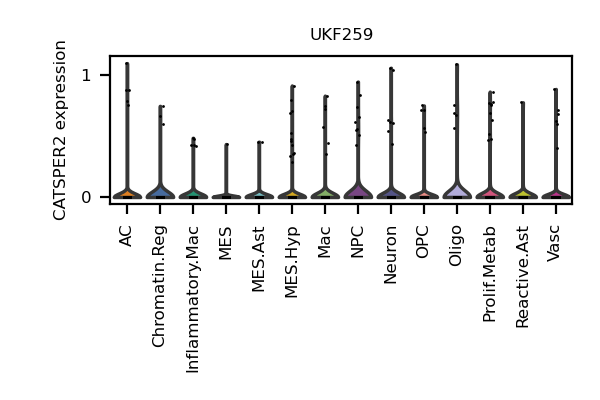 UKF259
CATSPER2 expression
1
0
AC
Chromatin.Reg
Inflammatory.Mac
MES
MES.Ast
MES.Hyp
Mac
NPC
Neuron
OPC
Oligo
Prolif.Metab
Reactive.Ast
Vasc